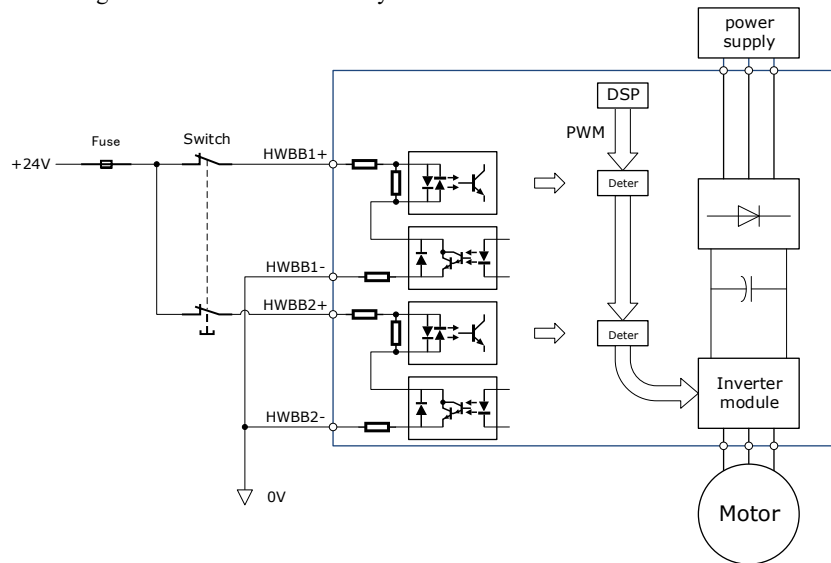 power
supply
DSP
PWM
Fuse
Switch
+24V
HWBB1+
Deter
HWBB1-
HWBB2+
Deter
Inverter
module
HWBB2-
0V
Motor